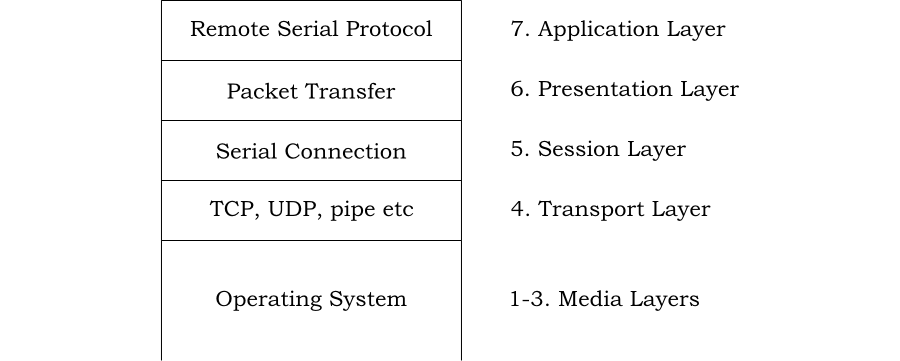 Remote Serial Protocol 7. Application Layer
Packet Transfer 6. Presentation Layer
Serial Connection 5. Session Layer
TCP, UDP, pipe etc 4. Transport Layer
Operating System 1-3. Media Layers